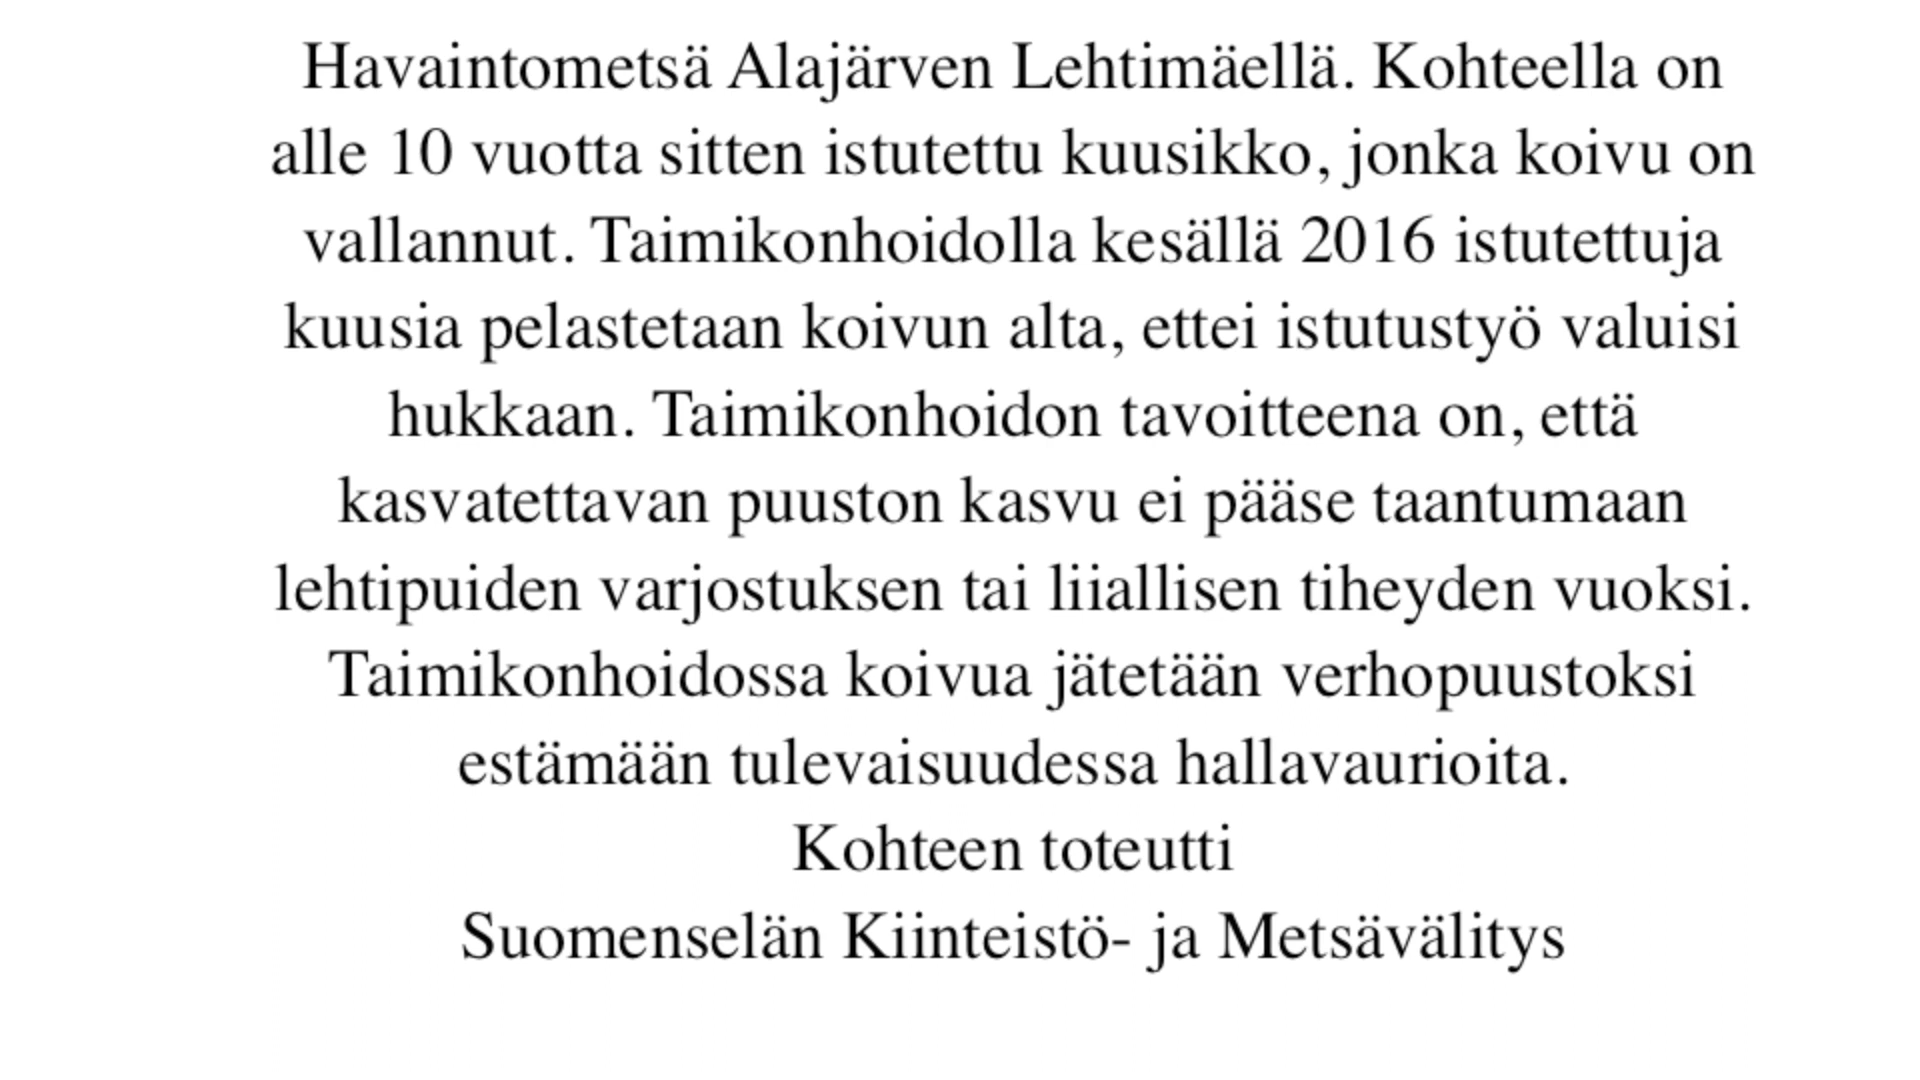 Havaintometsä Alajärven Lehtimäellä. Kohteella on
alle 10 vuotta sitten istutettu kuusikko, jonka koivu on
vallannut. Taimikonhoidolla kesällä 2016 istutettuja
kuusia pelastetaan koivun alta, ettei istutustyö valuisi
hukkaan. Taimikonhoidon tavoitteena on, että
kasvatettavan puuston kasvu ei pääse taantumaan
lehtipuiden varjostuksen tai liiallisen tiheyden vuoksi.
Taimikonhoidossa koivua jätetään verhopuustoksi
estämään tulevaisuudessa hallavaurioita.
Kohteen toteutti
Suomenselän Kiinteistö- ja Metsävälitys